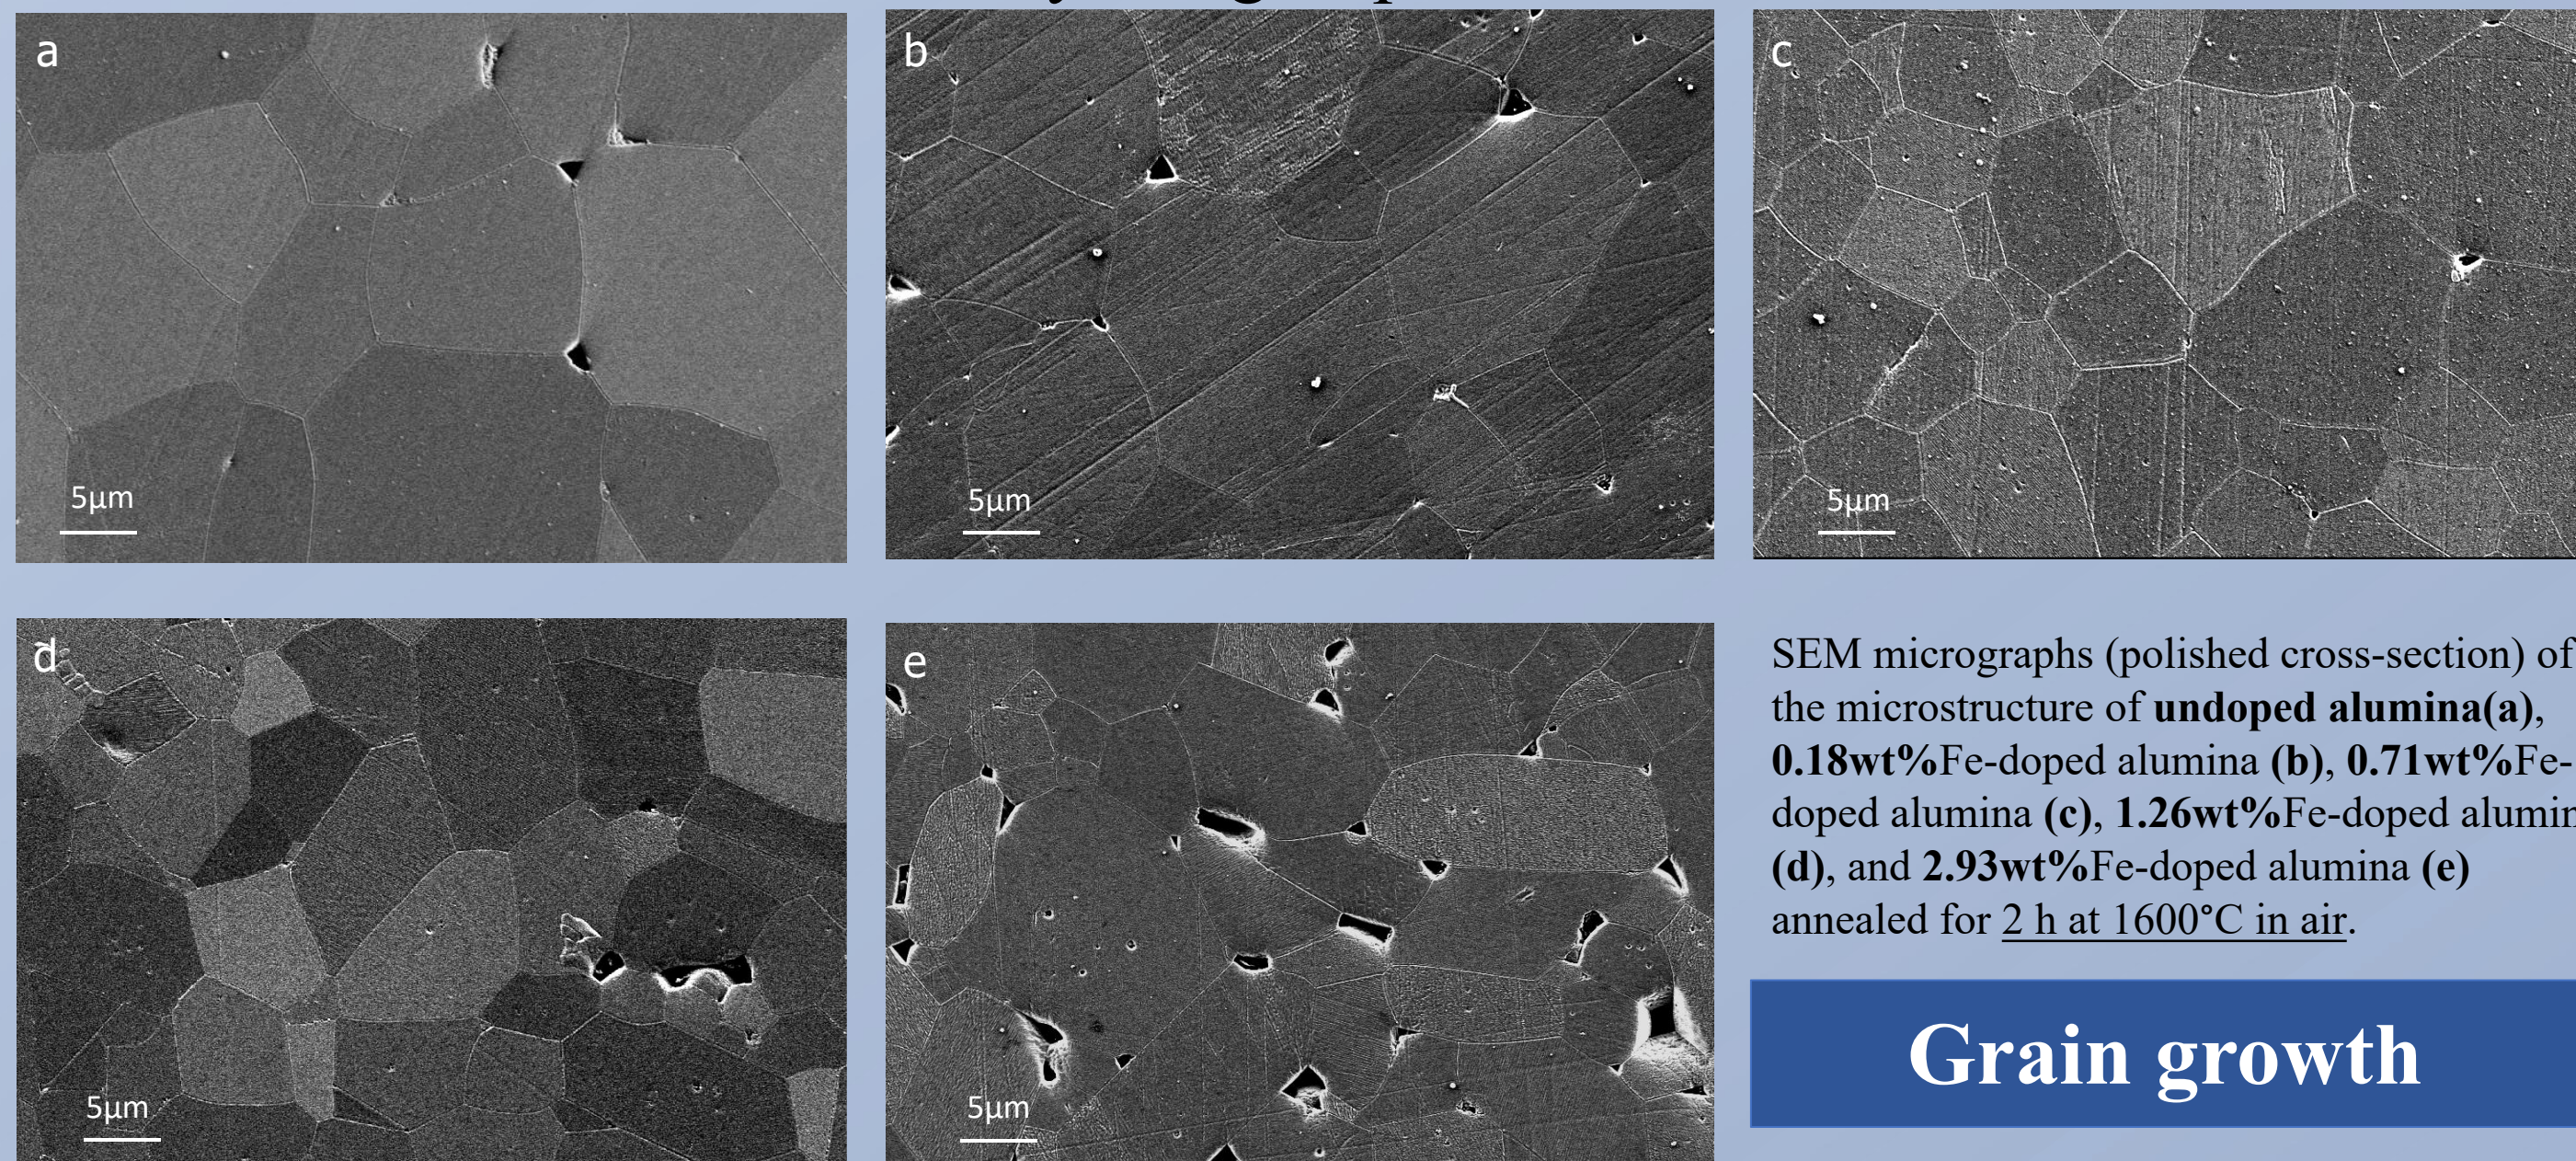 a
b
c
5µm
5µm
5µm
d
e
5µm
5µm
SEM micrographs (polished cross-section) of
the microstructure of undoped alumina(a),
0.18wt%Fe-doped alumina (b), 0.71wt%Fe-
doped alumina (c), 1.26wt%Fe-doped alumin
(d), and 2.93wt%Fe-doped alumina (e)
annealed for 2 h at 1600°C in air.
Grain growth